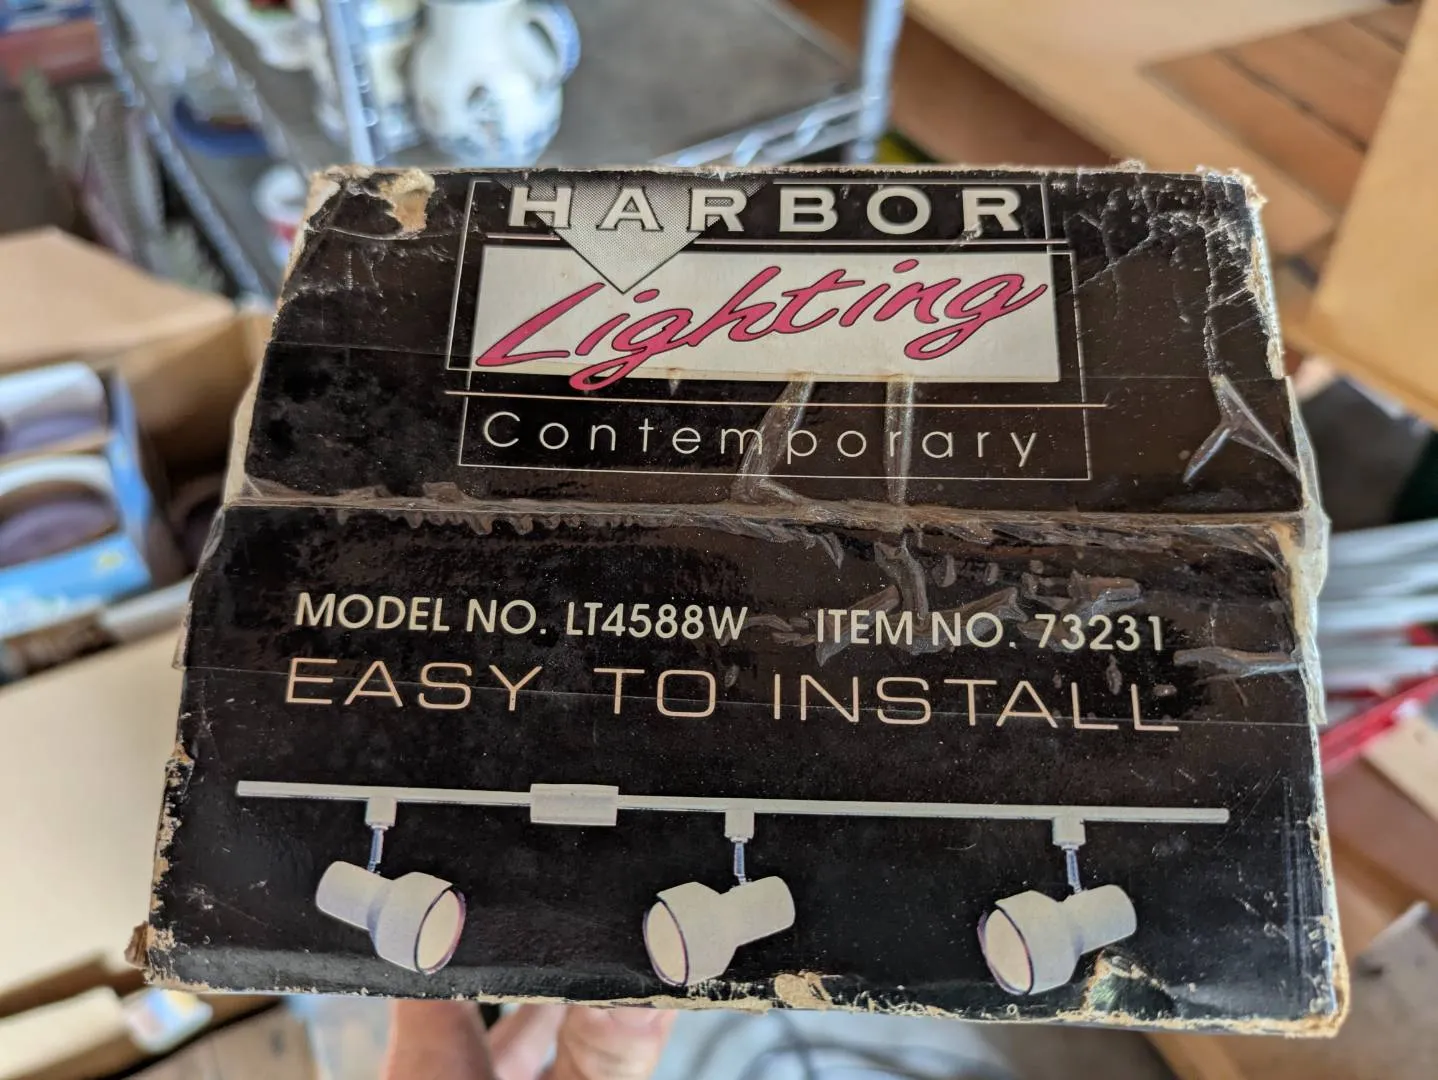 HARBOR
Lighting
Contemporary
MODEL NO. LT4588W ITEM NO. 73231
EASY TO INSTALL